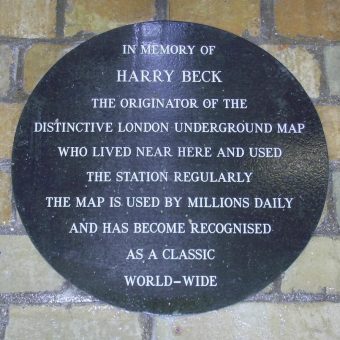 IN MEMORY OF
HARRY BECK
THE ORIGINATOR OF THE
DISTINCTIVE LONDON UNDERGROUND MAP
WHO LIVED NEAR HERE AND USED
THE STATION REGULARLY
THE MAP IS USED BY MILLIONS DAILY
AND HAS BECOME RECOGNISED
AS A CLASSIC
WORLD-WIDE